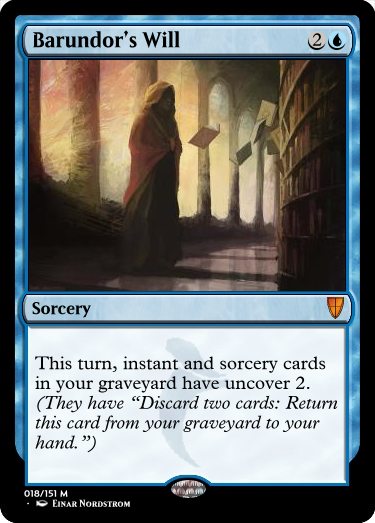 Barundor's Will 2
Sorcery
This turn, instant and sorcery cards
in your graveyard have uncover 2.
(They have “Discard two cards: Return
this card from your graveyard to your
hand.”)
018/151 M
· Einar Nordstrom